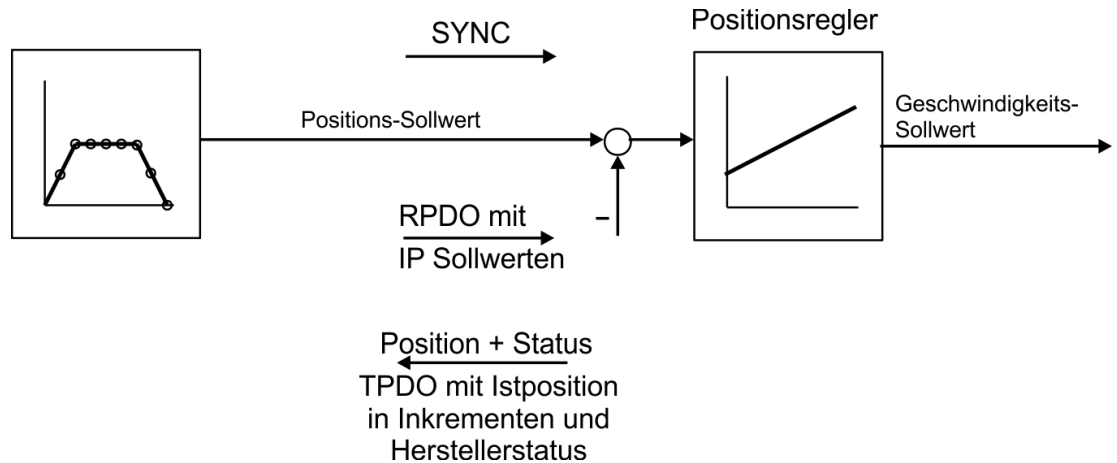 Positionsregler
SYNC
Positions-Sollwert
Geschwindigkeits-
Sollwert
RPDO mit
IP Sollwerten
–
Position + Status
TPDO mit Istposition
in Inkrementen und
Herstellerstatus